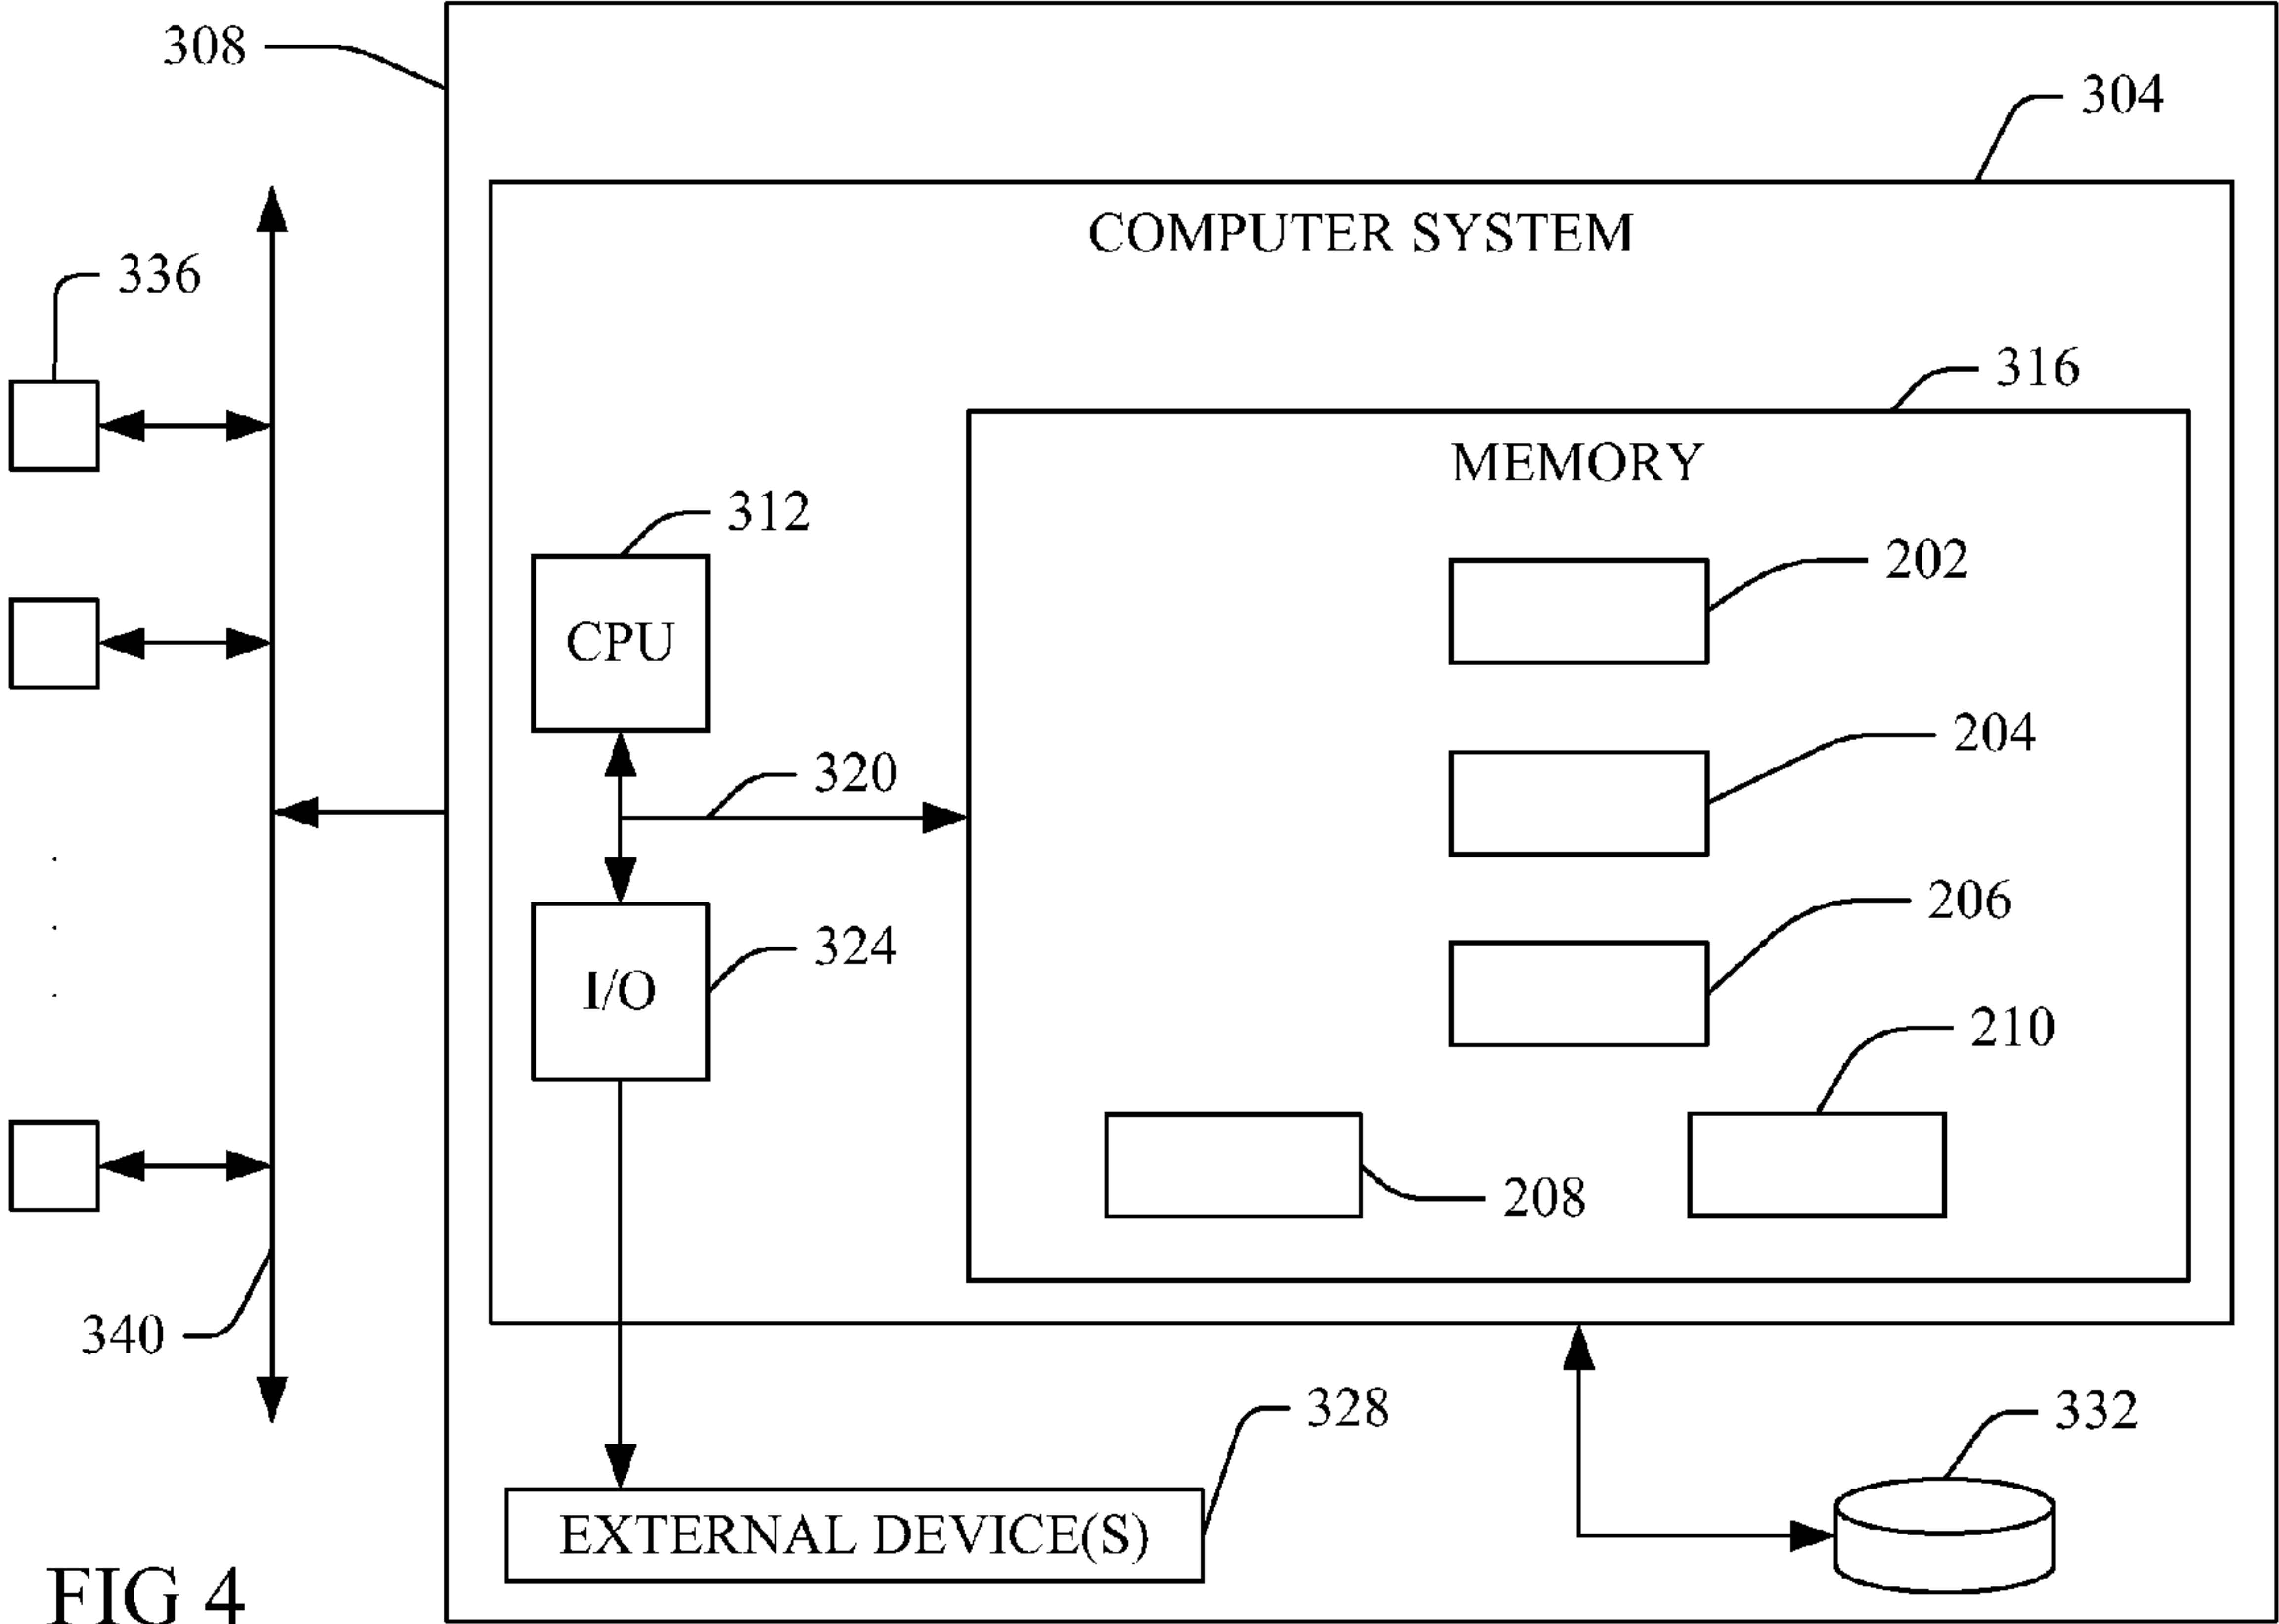 308
304
COMPUTER SYSTEM
336
316
MEMORY
312
202
CPU
204
320
206
324
I/O
210
208
340
328
332
EXTERNAL DEVICE(S)
FIG 4